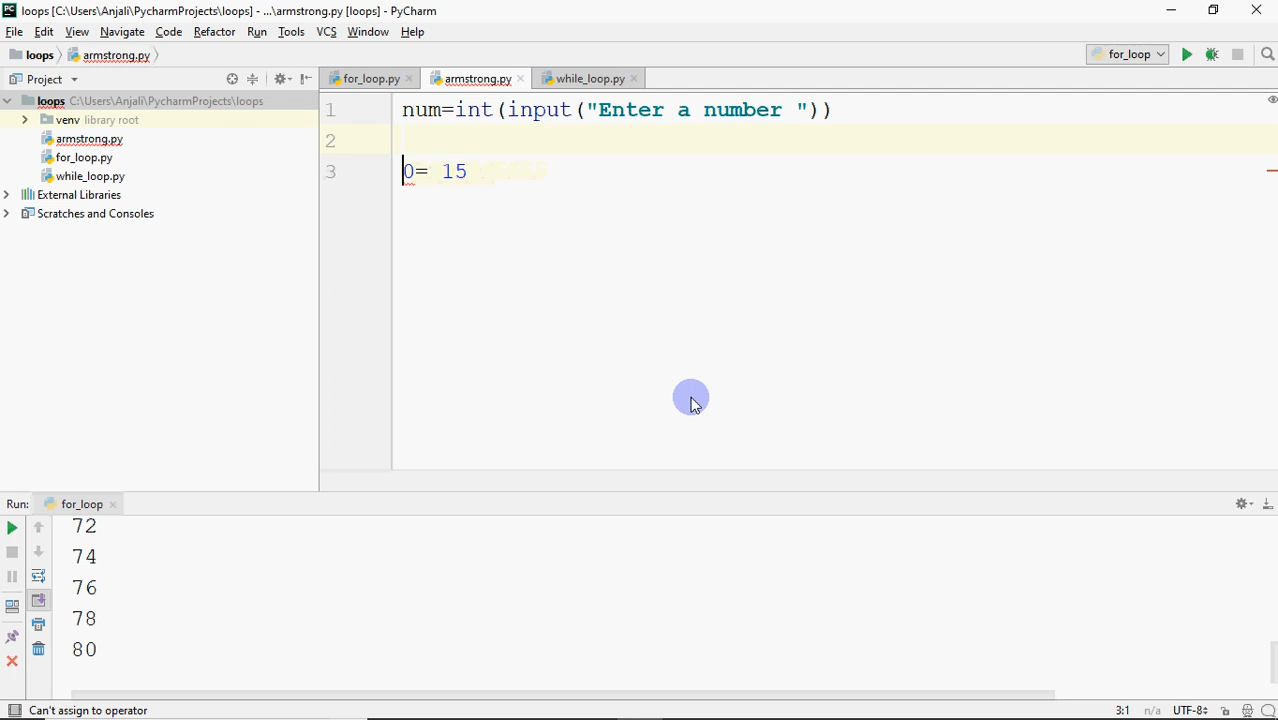 loops [C:\Users\Anjali\PycharmProjects\loops] - ...\armstrong.py [loops] - PyCharm
File Edit View Navigate Code Refactor Run Tools VCS Window Help
loops armstrong.py for_loop
Project for_loop.py armstrong.py while_loop.py
loops C:\Users\Anjali\PycharmProjects\loops
venv library root
armstrong.py
for_loop.py
while_loop.py
External Libraries
Scratches and Consoles
1 num=int(input("Enter a number "))
2
3 0= 15
Run: for_loop
72
74
76
78
80
Can't assign to operator 3:1 n/a UTF-8